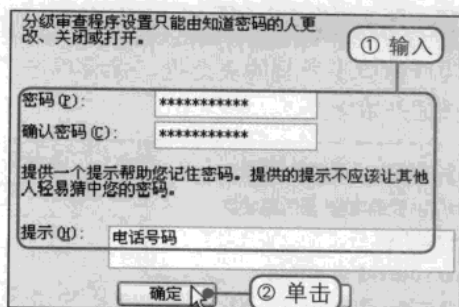 分级审查程序设置只能由知道密码的人更
改、关闭或打开。
① 输入
密码(P): ***********
确认密码(C): ***********
提供一个提示帮助您记住密码。提供的提示不应该让其他
人轻易猜中您的密码。
提示(H): 电话号码
确定 ② 单击